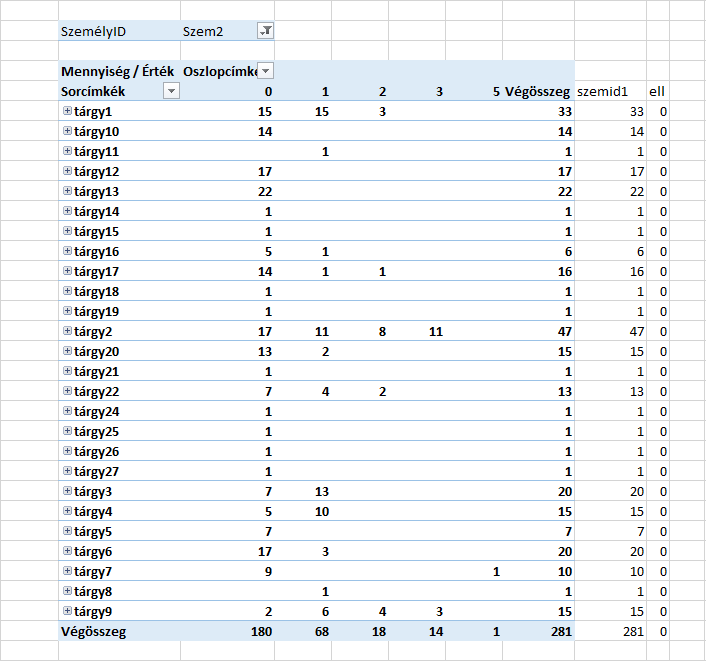 SzemélyID Szem2
Mennyiség / Érték Oszlopcímke
Sorcímkék 0 1 2 3 5 Végösszeg szemid1 ell
tárgy1 15 15 3 33 33 0
tárgy10 14 14 14 0
tárgy11 1 1 1 0
tárgy12 17 17 17 0
tárgy13 22 22 22 0
tárgy14 1 1 1 0
tárgy15 1 1 1 0
tárgy16 5 1 6 6 0
tárgy17 14 1 1 16 16 0
tárgy18 1 1 1 0
tárgy19 1 1 1 0
tárgy2 17 11 8 11 47 47 0
tárgy20 13 2 15 15 0
tárgy21 1 1 1 0
tárgy22 7 4 2 13 13 0
tárgy24 1 1 1 0
tárgy25 1 1 1 0
tárgy26 1 1 1 0
tárgy27 1 1 1 0
tárgy3 7 13 20 20 0
tárgy4 5 10 15 15 0
tárgy5 7 7 7 0
tárgy6 17 3 20 20 0
tárgy7 9 1 10 10 0
tárgy8 1 1 1 0
tárgy9 2 6 4 3 15 15 0
Végösszeg 180 68 18 14 1 281 281 0